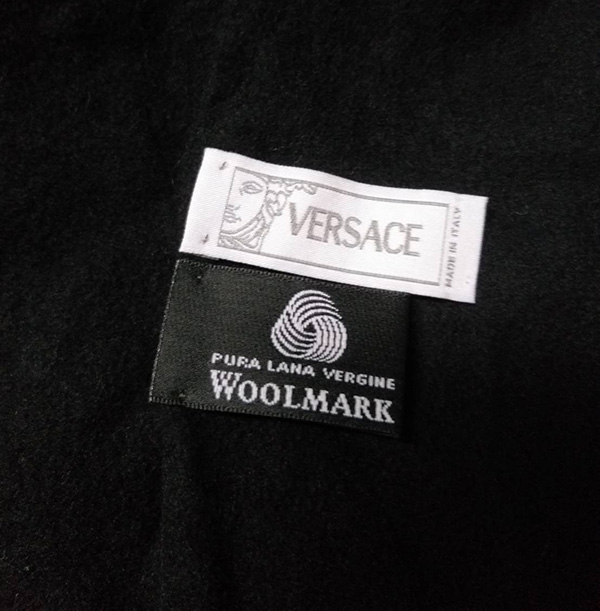 VERSACE
MADE IN ITALY
PURA LANA VERGINE
WOOLMARK